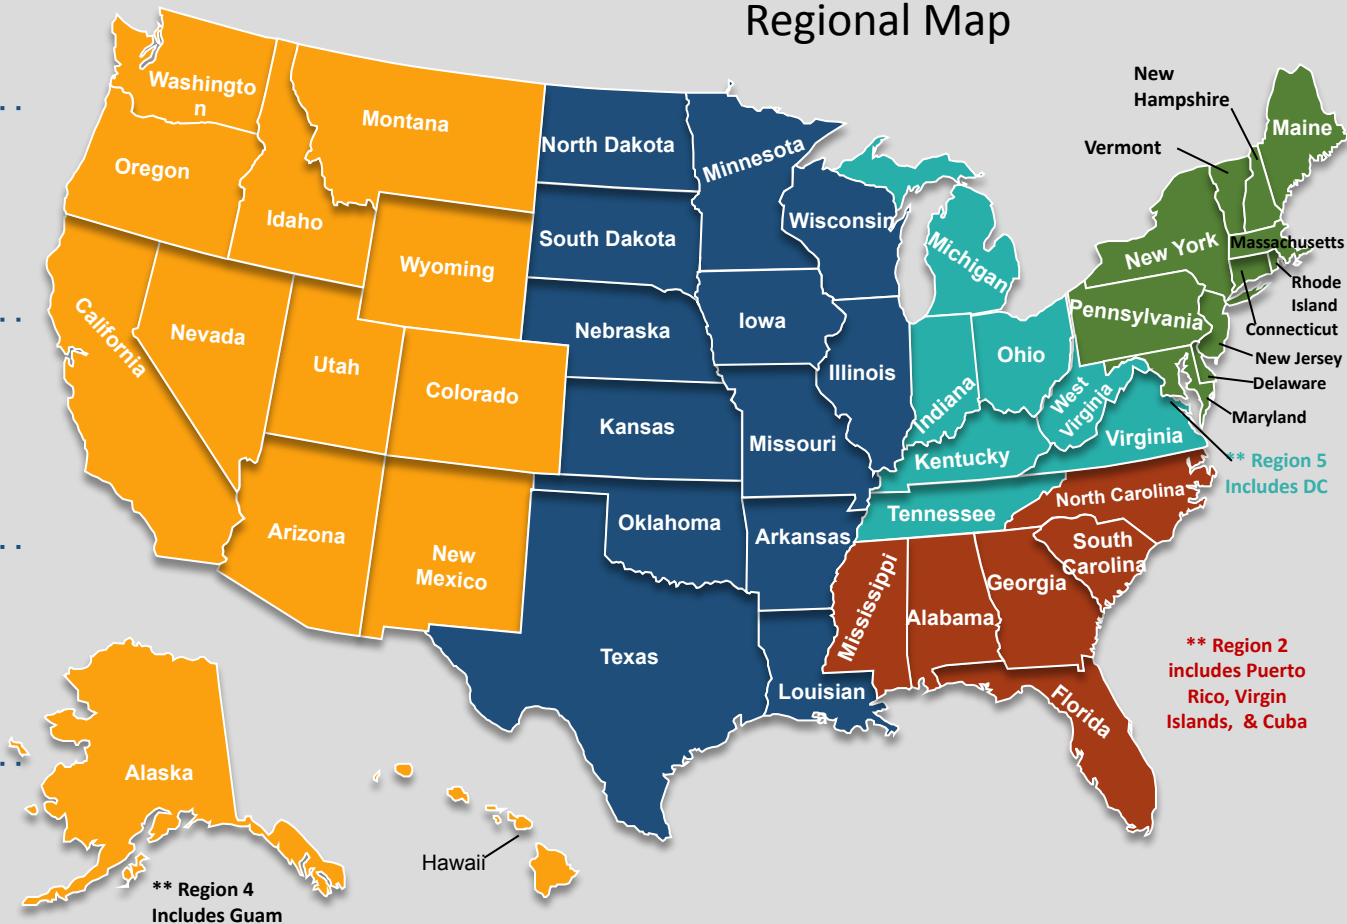 Regional Map
Washingto
n
Montana
Oregon
Idaho
Wyoming
California
Nevada
Utah
Colorado
Arizona
New
Mexico
North Dakota
Minnesota
South Dakota
Wisconsin
Nebraska
Iowa
Illinois
Kansas
Missouri
Oklahoma
Arkansas
Texas
Louisian
a
Michigan
Indiana
Ohio
West
Virginia
Virginia
Kentucky
Tennessee
North Carolina
South
Carolina
Georgia
Alabama
Mississippi
Florida
New
Hampshire
Maine
Vermont
New York
Massachusetts
Rhode
Island
Connecticut
Pennsylvania
New Jersey
Delaware
Maryland
** Region 5
Includes DC
** Region 2
includes Puerto
Rico, Virgin
Islands, & Cuba
Alaska
Hawaii
** Region 4
Includes Guam